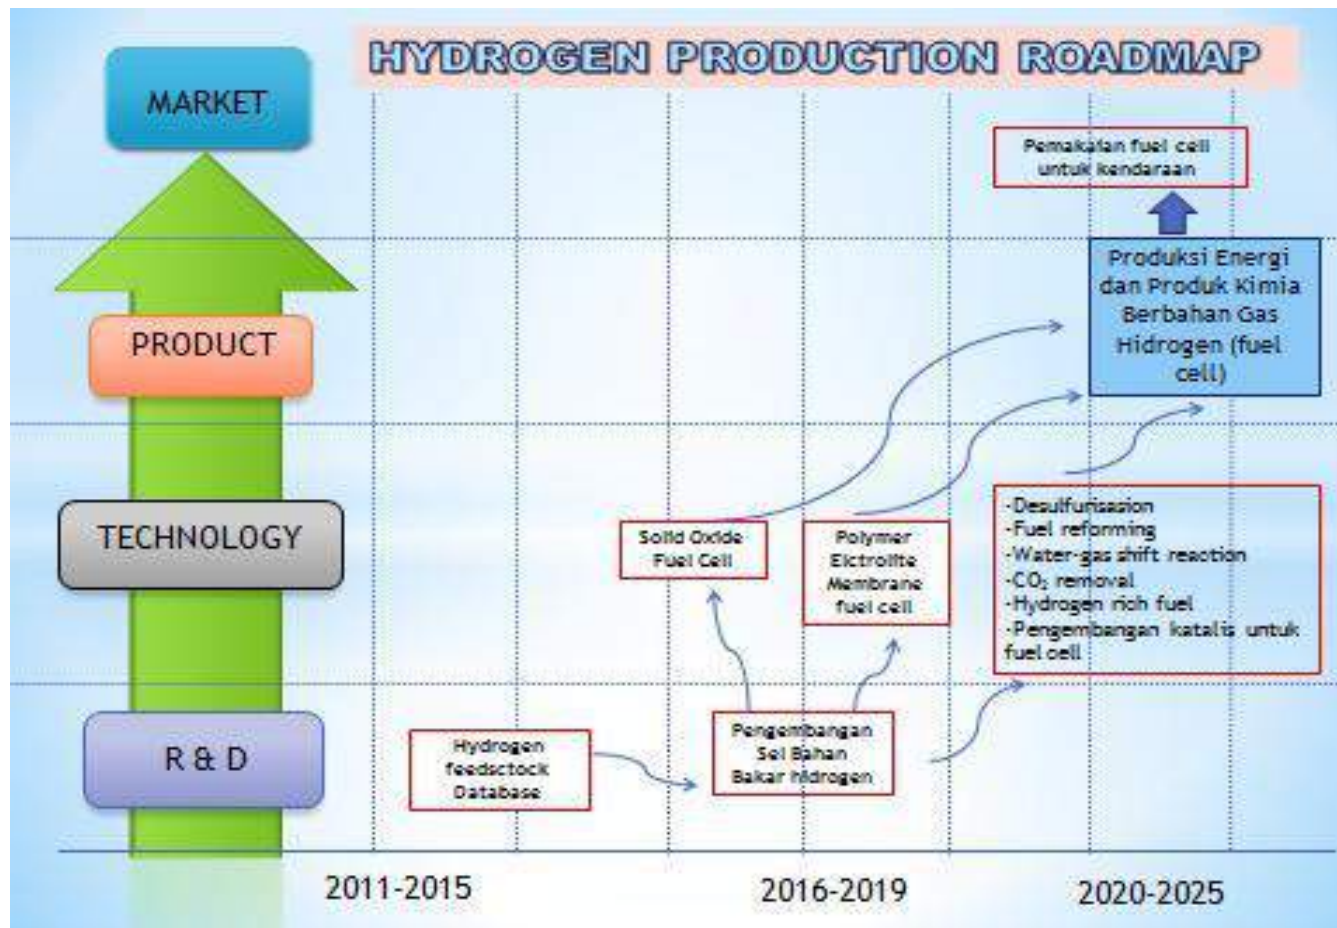 HYDROGEN PRODUCTION ROADMAP
MARKET
Pemakaian fuel cell
untuk kendaraan
Produksi Energi
dan Produk Kimia
Berbahan Gas
Hidrogen (fuel
cell)
PRODUCT
TECHNOLOGY
Solid Oxide
Fuel Cell
Polymer
Elctrolite
Membrane
fuel cell
-Desulfurisasion
-Fuel reforming
-Water-gas shift reaction
-CO₂ removal
-Hydrogen rich fuel
-Pengembangan katalis untuk
fuel cell
R & D
Hydrogen
feedsctock
Database
Pengembangan
Sel Bahan
Bakar hidrogen
2011-2015
2016-2019
2020-2025